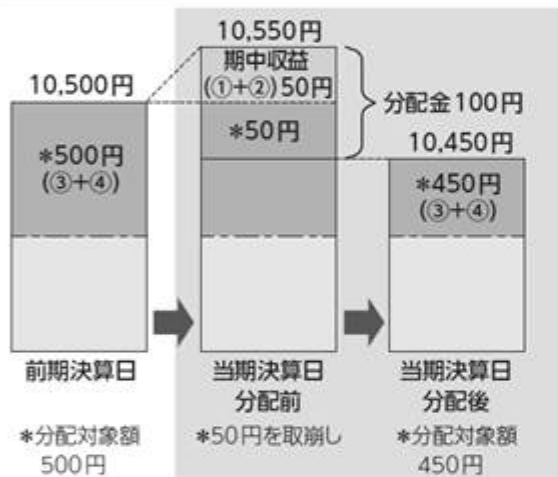 10,550円
期中収益
(①+②)50円
10,500円
分配金100円
*50円
10,450円
*500円
(③+④)
*450円
(③+④)
前期決算日
当期決算日
分配前
当期決算日
分配後
*分配対象額
500円
*50円を取崩し
*分配対象額
450円